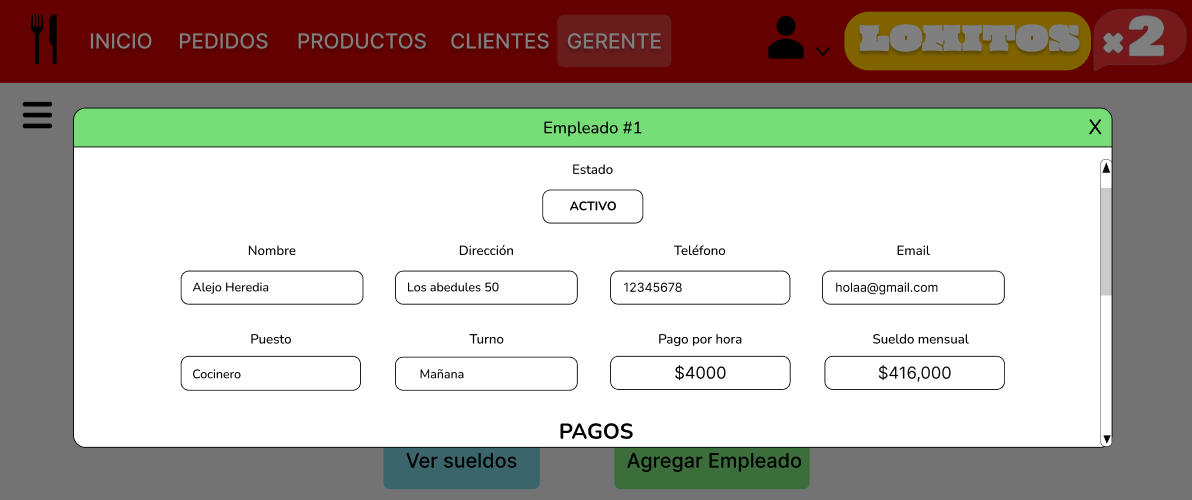 INICIO PEDIDOS PRODUCTOS CLIENTES GERENTE LOMITOS ×2
Empleado #1 X
Estado
ACTIVO
Nombre Dirección Teléfono Email
Alejo Heredia Los abedules 50 12345678 holaa@gmail.com
Puesto Turno Pago por hora Sueldo mensual
Cocinero Mañana $4000 $416,000
PAGOS
Ver sueldos Agregar Empleado